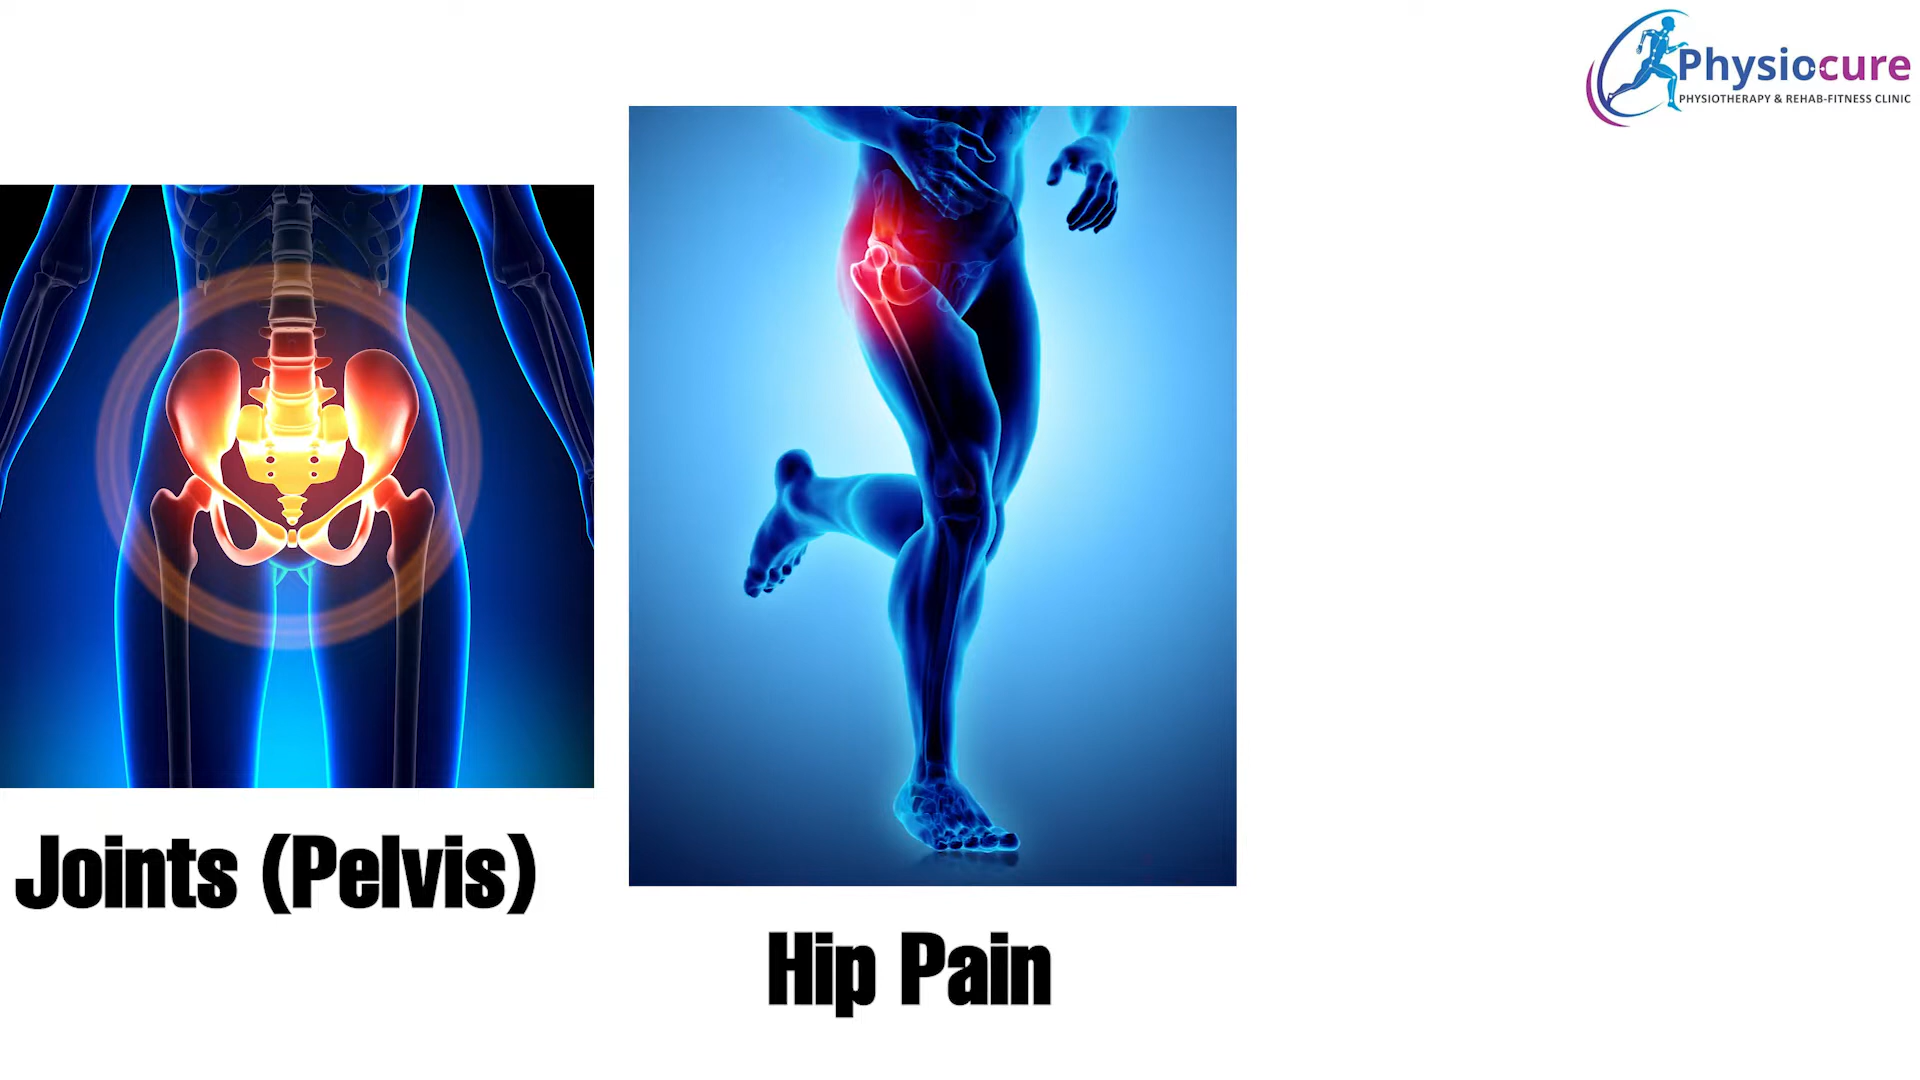 Physiocure
PHYSIOTHERAPY & REHAB-FITNESS CLINIC
Joints (Pelvis)
Hip Pain